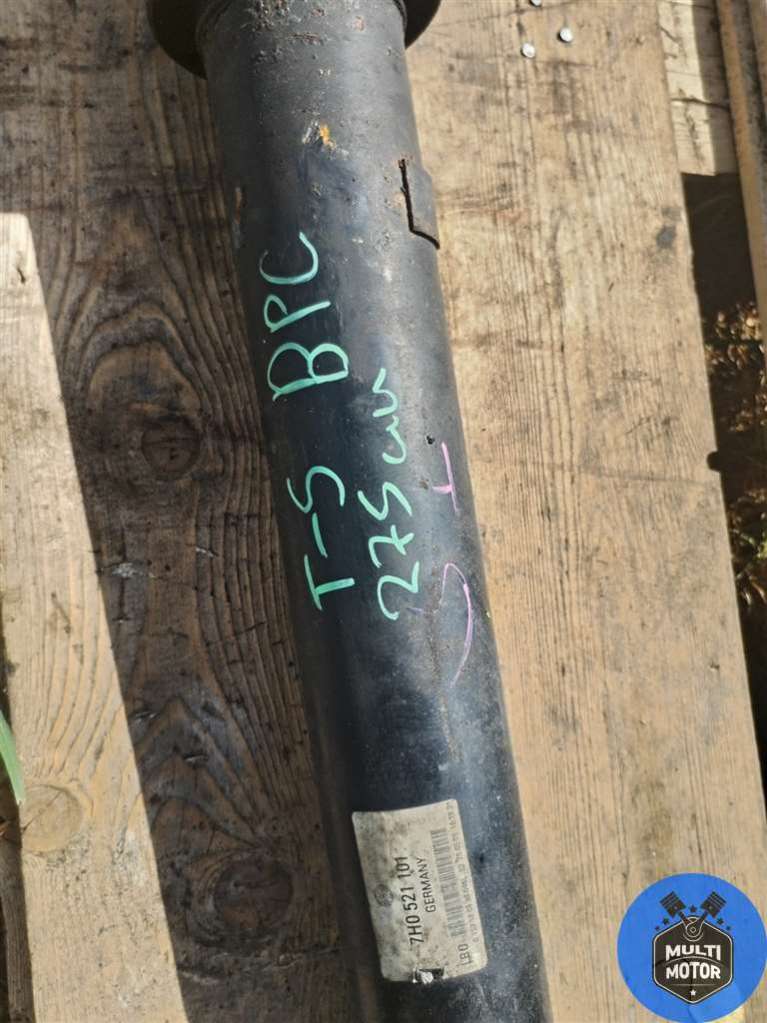 T-5 BPC
275 см
7H0 521 101
GERMANY
MULTI
MOTOR